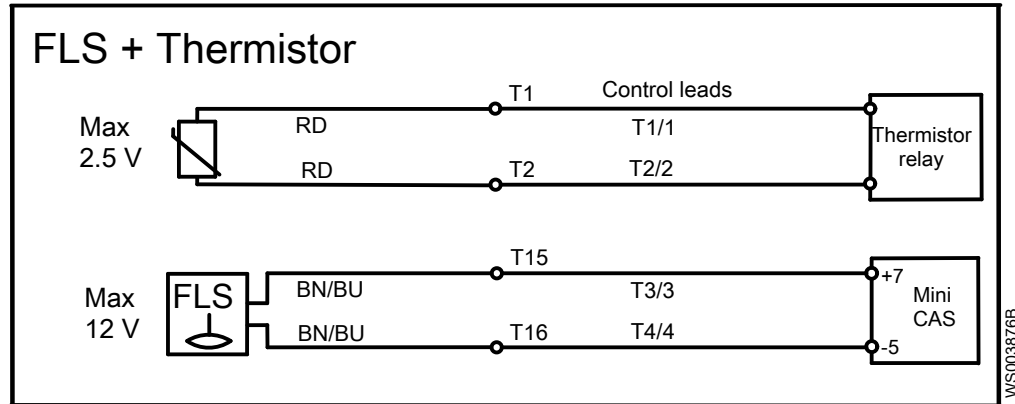 FLS + Thermistor
T1
Control leads
Max
2.5 V
RD
T1/1
Thermistor
relay
RD
T2
T2/2
T15
Max
12 V
FLS
BN/BU
T3/3
+7
Mini
CAS
BN/BU
T16
T4/4
-5
WS003876B